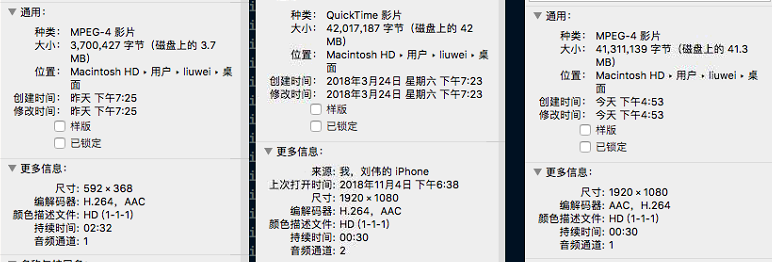 通用：
种类： MPEG-4 影片
大小： 3,700,427 字节（磁盘上的 3.7
MB）
位置： Macintosh HD ▸ 用户 ▸ liuwei ▸ 桌
面
创建时间： 昨天 下午7:25
修改时间： 昨天 下午7:25
样版
已锁定
更多信息：
尺寸: 592 × 368
编解码器: H.264，AAC
颜色描述文件: HD (1-1-1)
持续时间: 02:32
音频通道: 1
种类： QuickTime 影片
大小： 42,017,187 字节（磁盘上的 42
MB）
位置： Macintosh HD ▸ 用户 ▸ liuwei ▸ 桌
面
创建时间： 2018年3月24日 星期六 下午7:23
修改时间： 2018年3月24日 星期六 下午7:23
样版
已锁定
更多信息：
来源: 我，刘伟的 iPhone
上次打开时间: 2018年11月4日 下午6:38
尺寸: 1920 × 1080
编解码器: H.264，AAC
颜色描述文件: HD (1-1-1)
持续时间: 00:30
音频通道: 2
通用：
种类： MPEG-4 影片
大小： 41,311,139 字节（磁盘上的 41.3
MB）
位置： Macintosh HD ▸ 用户 ▸ liuwei ▸ 桌
面
创建时间： 今天 下午4:53
修改时间： 今天 下午4:53
样版
已锁定
更多信息：
尺寸: 1920 × 1080
编解码器: AAC，H.264
颜色描述文件: HD (1-1-1)
持续时间: 00:30
音频通道: 1